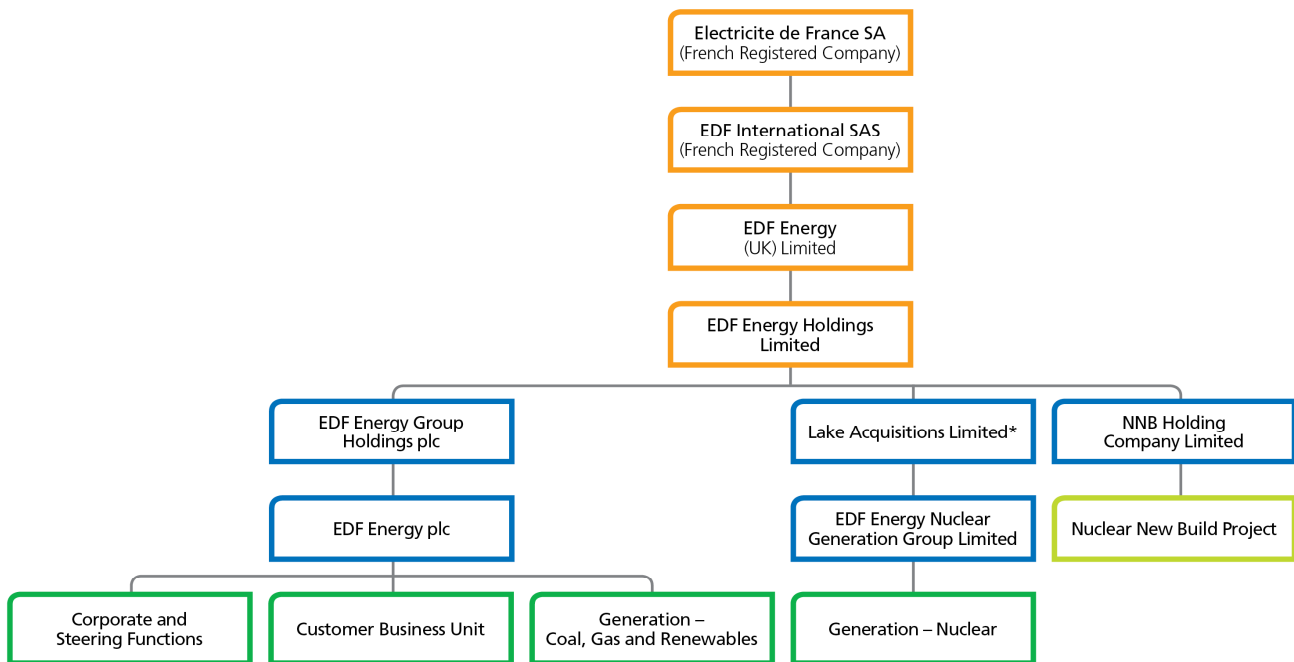 Electricite de France SA
(French Registered Company)
EDF International SAS
(French Registered Company)
EDF Energy
(UK) Limited
EDF Energy Holdings
Limited
EDF Energy Group
Holdings plc
Lake Acquisitions Limited*
NNB Holding
Company Limited
EDF Energy plc
EDF Energy Nuclear
Generation Group Limited
Nuclear New Build Project
Corporate and
Steering Functions
Customer Business Unit
Generation –
Coal, Gas and Renewables
Generation – Nuclear